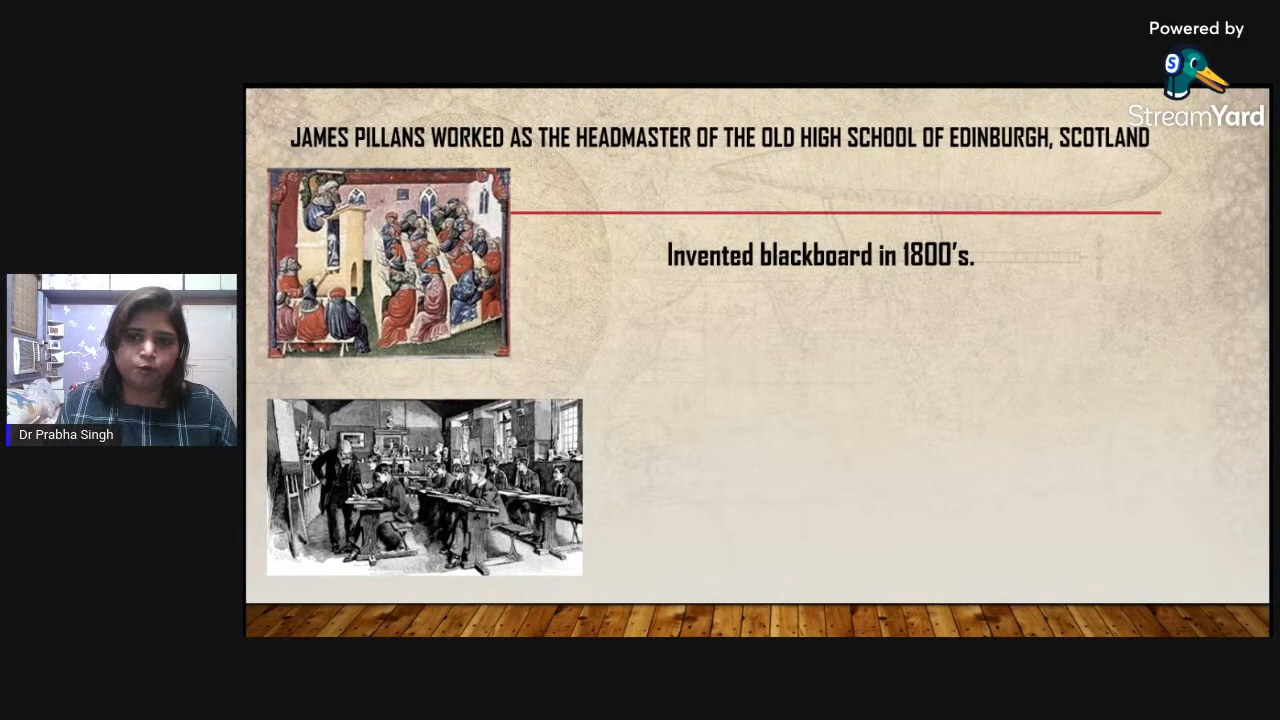 Powered by
S
StreamYard
JAMES PILLANS WORKED AS THE HEADMASTER OF THE OLD HIGH SCHOOL OF EDINBURGH, SCOTLAND
Invented blackboard in 1800's.
Dr Prabha Singh